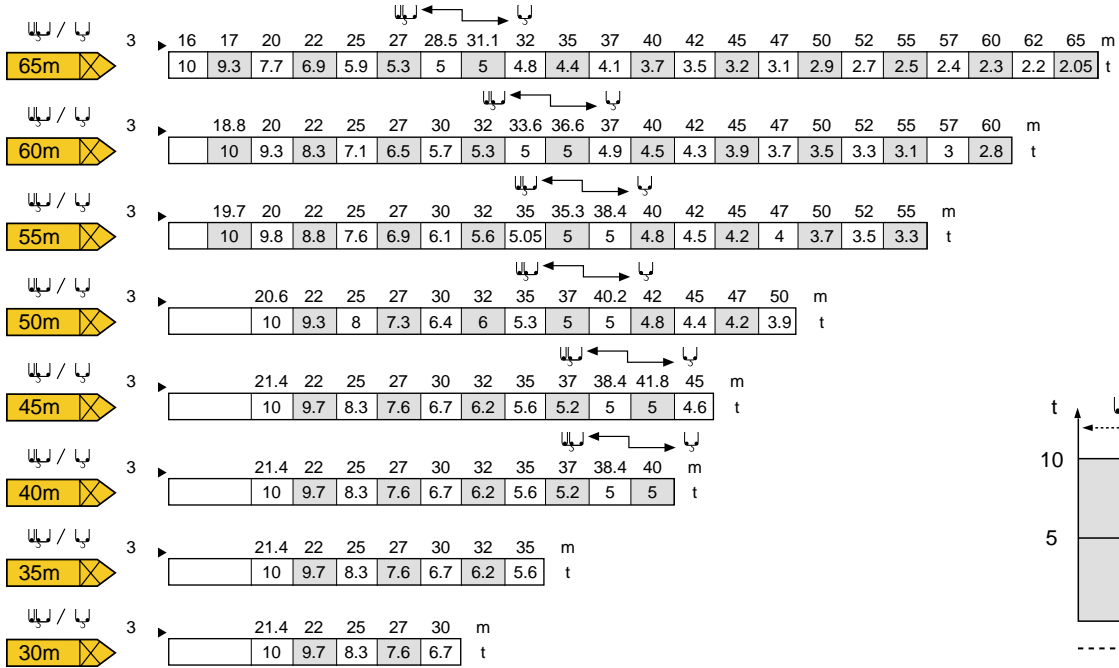 3 16 17 20 22 25 27 28.5 31.1 32 35 37 40 42 45 47 50 52 55 57 60 62 65 m
65m 10 9.3 7.7 6.9 5.9 5.3 5 5 4.8 4.4 4.1 3.7 3.5 3.2 3.1 2.9 2.7 2.5 2.4 2.3 2.2 2.05 t
3 18.8 20 22 25 27 30 32 33.6 36.6 37 40 42 45 47 50 52 55 57 60 m
60m 10 9.3 8.3 7.1 6.5 5.7 5.3 5 5 4.9 4.5 4.3 3.9 3.7 3.5 3.3 3.1 3 2.8 t
3 19.7 20 22 25 27 30 32 35 35.3 38.4 40 42 45 47 50 52 55 m
55m 10 9.8 8.8 7.6 6.9 6.1 5.6 5.05 5 5 4.8 4.5 4.2 4 3.7 3.5 3.3 t
3 20.6 22 25 27 30 32 35 37 40.2 42 45 47 50 m
50m 10 9.3 8 7.3 6.4 6 5.3 5 5 4.8 4.4 4.2 3.9 t
3 21.4 22 25 27 30 32 35 37 38.4 41.8 45 m
45m 10 9.7 8.3 7.6 6.7 6.2 5.6 5.2 5 5 4.6 t
3 21.4 22 25 27 30 32 35 37 38.4 40 m
40m 10 9.7 8.3 7.6 6.7 6.2 5.6 5.2 5 5 t
3 21.4 22 25 27 30 32 35 m
35m 10 9.7 8.3 7.6 6.7 6.2 5.6 t
3 21.4 22 25 27 30 m
30m 10 9.7 8.3 7.6 6.7 t
t
10
5